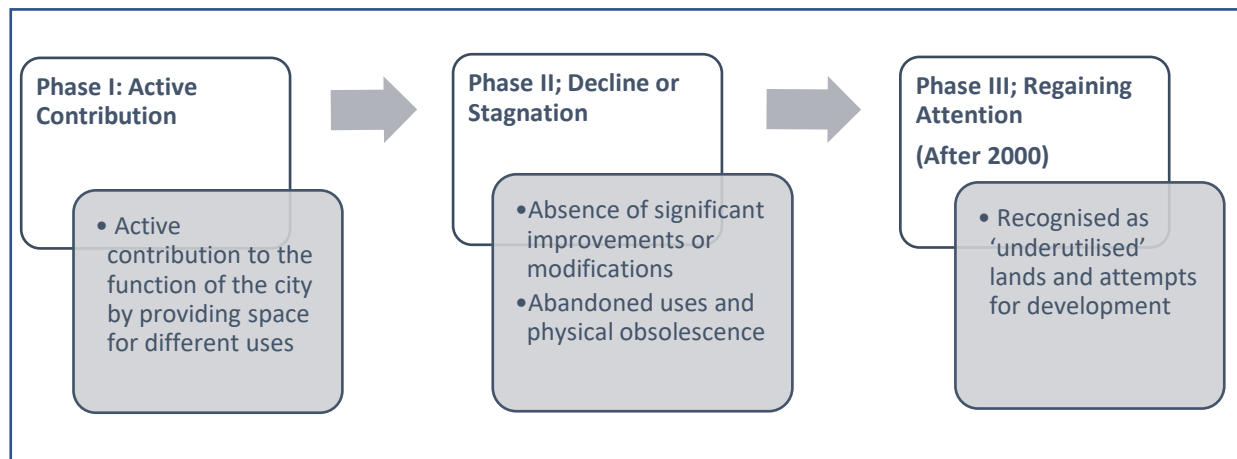 Phase I: Active
Contribution
• Active
contribution to the
function of the city
by providing space
for different uses
Phase II; Decline or
Stagnation
•Absence of significant
improvements or
modifications
•Abandoned uses and
physical obsolescence
Phase III; Regaining
Attention
(After 2000)
• Recognised as
‘underutilised’
lands and attempts
for development